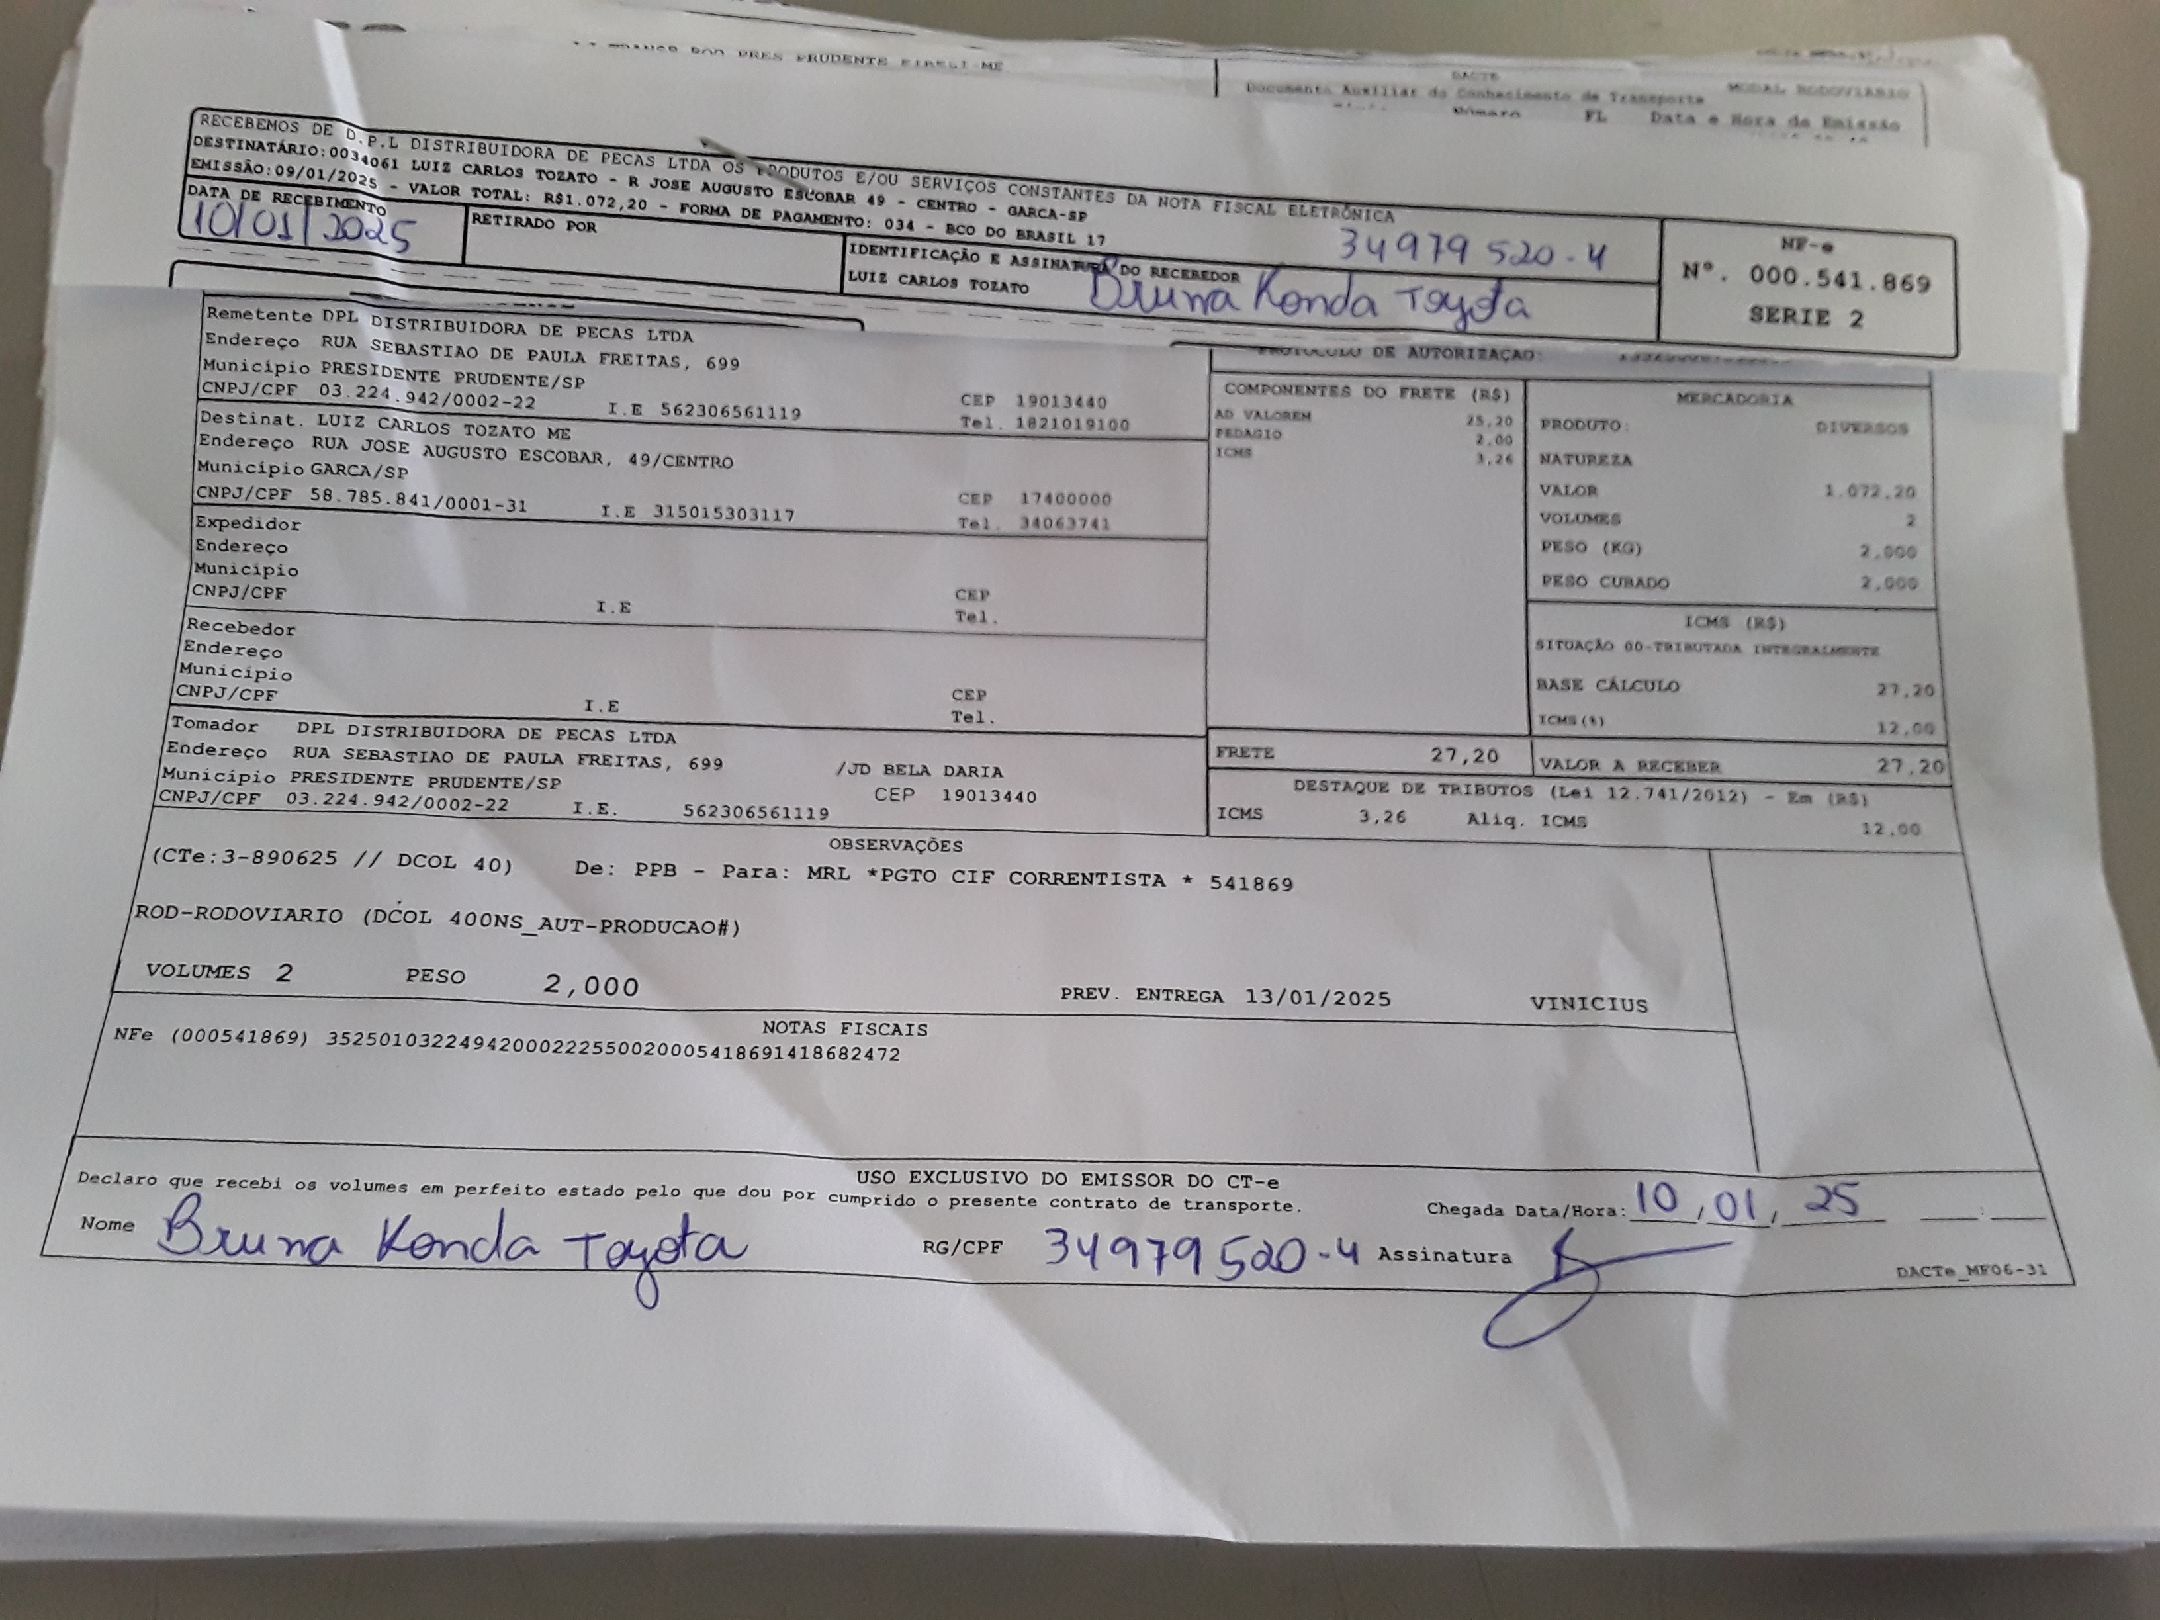 PRES PRUDENTE EIRELI-ME
DACTE
Documento Auxiliar do Conhecimento de Transporte
MODAL RODOVIARIO
Número FL Data e Hora da Emissão
RECEBEMOS DE D.P.L DISTRIBUIDORA DE PECAS LTDA OS PRODUTOS E/OU SERVIÇOS CONSTANTES DA NOTA FISCAL ELETRÔNICA
DESTINATÁRIO:0034061 LUIZ CARLOS TOZATO - R JOSE AUGUSTO ESCOBAR 49 - CENTRO - GARCA-SP
EMISSÃO:09/01/2025 - VALOR TOTAL: R$1.072,20 - FORMA DE PAGAMENTO: 034 - BCO DO BRASIL 17
DATA DE RECEBIMENTO
10/01/2025
RETIRADO POR
IDENTIFICAÇÃO E ASSINATURA DO RECEBEDOR
34979520-4
LUIZ CARLOS TOZATO
Bruna Konda Toyota
NF-e
Nº. 000.541.869
SERIE 2
Remetente DPL DISTRIBUIDORA DE PECAS LTDA
Endereço RUA SEBASTIAO DE PAULA FREITAS, 699
Município PRESIDENTE PRUDENTE/SP CEP 19013440
CNPJ/CPF 03.224.942/0002-22 I.E 562306561119 Tel. 1821019100
Destinat. LUIZ CARLOS TOZATO ME
Endereço RUA JOSE AUGUSTO ESCOBAR, 49/CENTRO
Município GARCA/SP CEP 17400000
CNPJ/CPF 58.785.841/0001-31 I.E 315015303117 Tel. 34063741
Expedidor
Endereço
Município CEP
CNPJ/CPF I.E Tel.
Recebedor
Endereço
Município CEP
CNPJ/CPF I.E Tel.
Tomador DPL DISTRIBUIDORA DE PECAS LTDA
Endereço RUA SEBASTIAO DE PAULA FREITAS, 699 /JD BELA DARIA
Município PRESIDENTE PRUDENTE/SP CEP 19013440
CNPJ/CPF 03.224.942/0002-22 I.E. 562306561119
PROTOCOLO DE AUTORIZAÇÃO:
COMPONENTES DO FRETE (R$)
AD VALOREM 25,20
PEDAGIO 2,00
ICMS 3,26
MERCADORIA
PRODUTO: DIVERSOS
NATUREZA
VALOR 1.072,20
VOLUMES 2
PESO (KG) 2,000
PESO CUBADO 2,000
ICMS (R$)
SITUAÇÃO 00-TRIBUTADA INTEGRALMENTE
BASE CÁLCULO 27,20
ICMS(%) 12,00
FRETE 27,20
VALOR A RECEBER 27,20
DESTAQUE DE TRIBUTOS (Lei 12.741/2012) - Em (R$)
ICMS 3,26 Aliq. ICMS 12,00
OBSERVAÇÕES
(CTe:3-890625 // DCOL 40) De: PPB - Para: MRL *PGTO CIF CORRENTISTA * 541869
ROD-RODOVIARIO (DCOL 400NS_AUT-PRODUCAO#)
VOLUMES 2 PESO 2,000 PREV. ENTREGA 13/01/2025 VINICIUS
NOTAS FISCAIS
NFe (000541869) 35250103224942000222550020005418691418682472
USO EXCLUSIVO DO EMISSOR DO CT-e
Declaro que recebi os volumes em perfeito estado pelo que dou por cumprido o presente contrato de transporte.
Chegada Data/Hora: 10,01,25
Nome Bruna Konda Toyota RG/CPF 34979520-4 Assinatura
DACTe_MF06-31